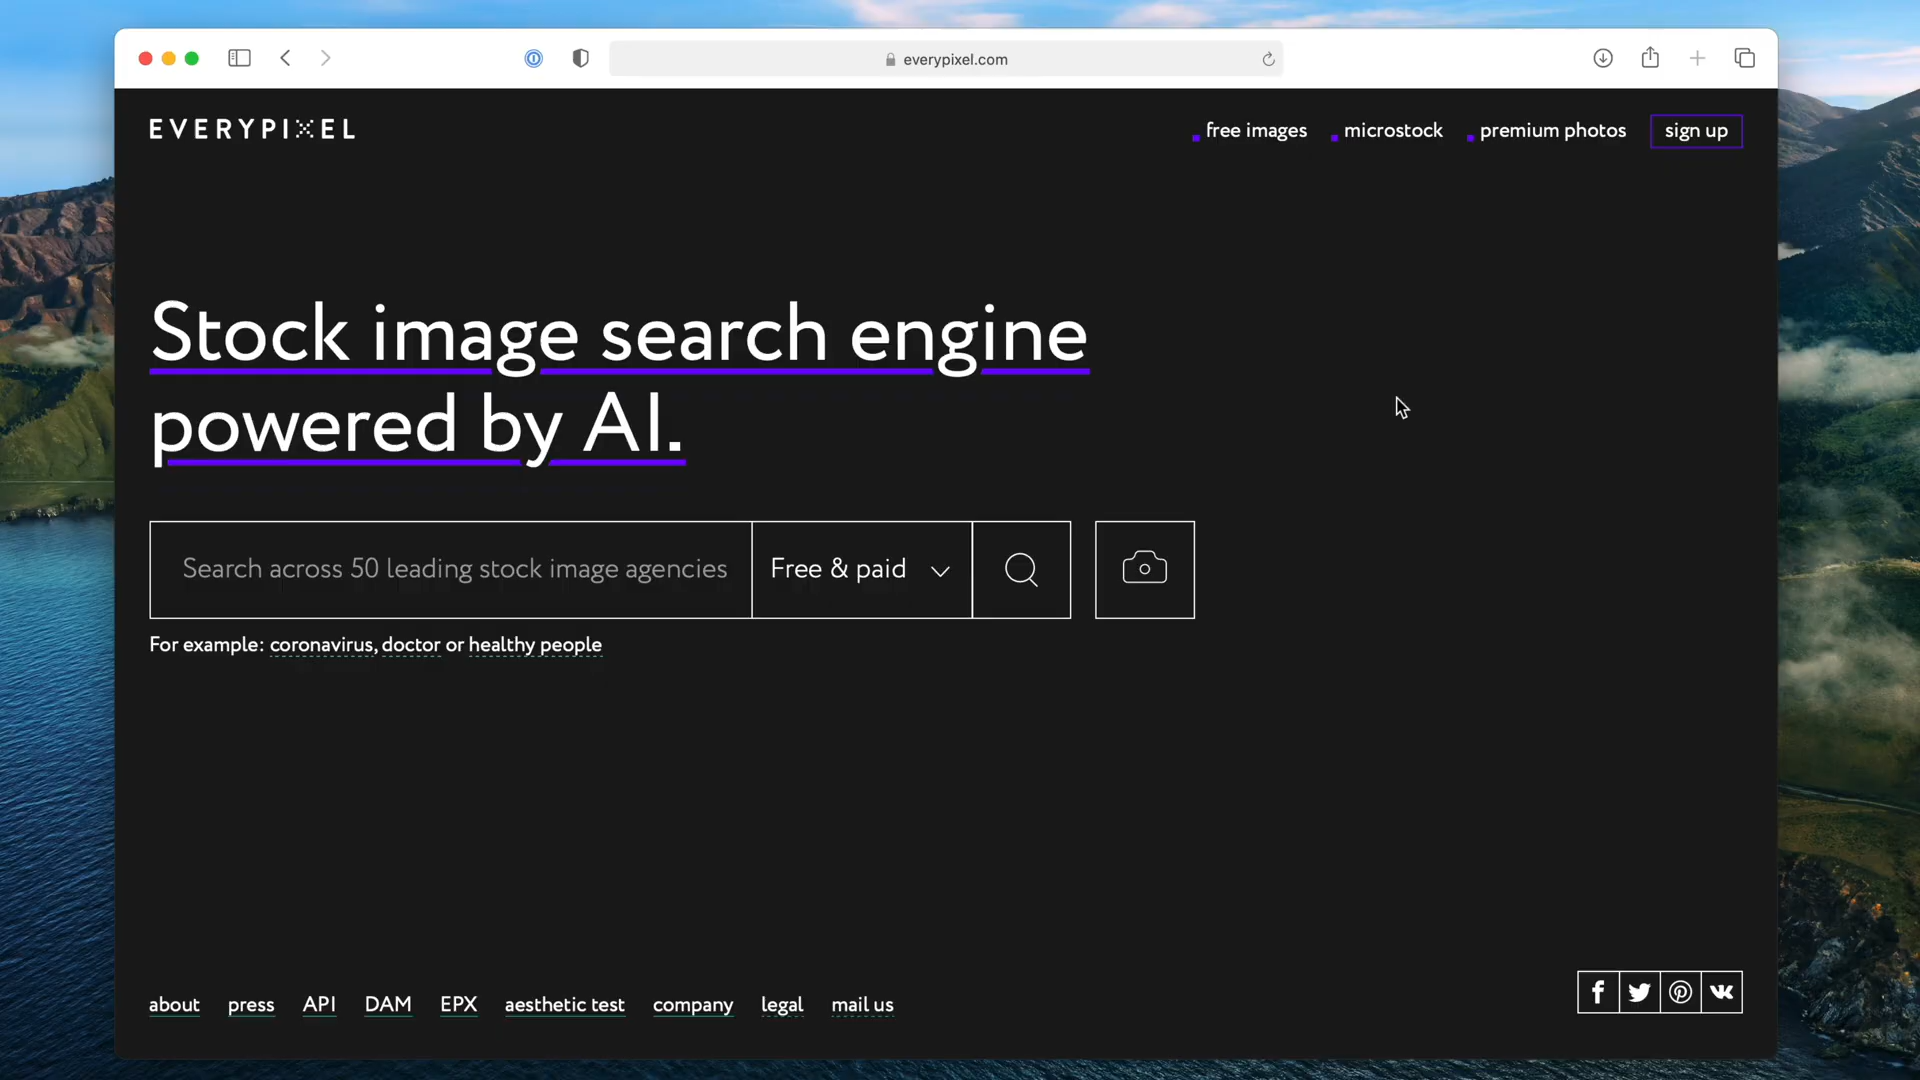 everypixel.com
EVERYPIXEL
free images
microstock
premium photos
sign up
Stock image search engine
powered by AI.
Search across 50 leading stock image agencies
Free & paid
For example: coronavirus, doctor or healthy people
about
press
API
DAM
EPX
aesthetic test
company
legal
mail us